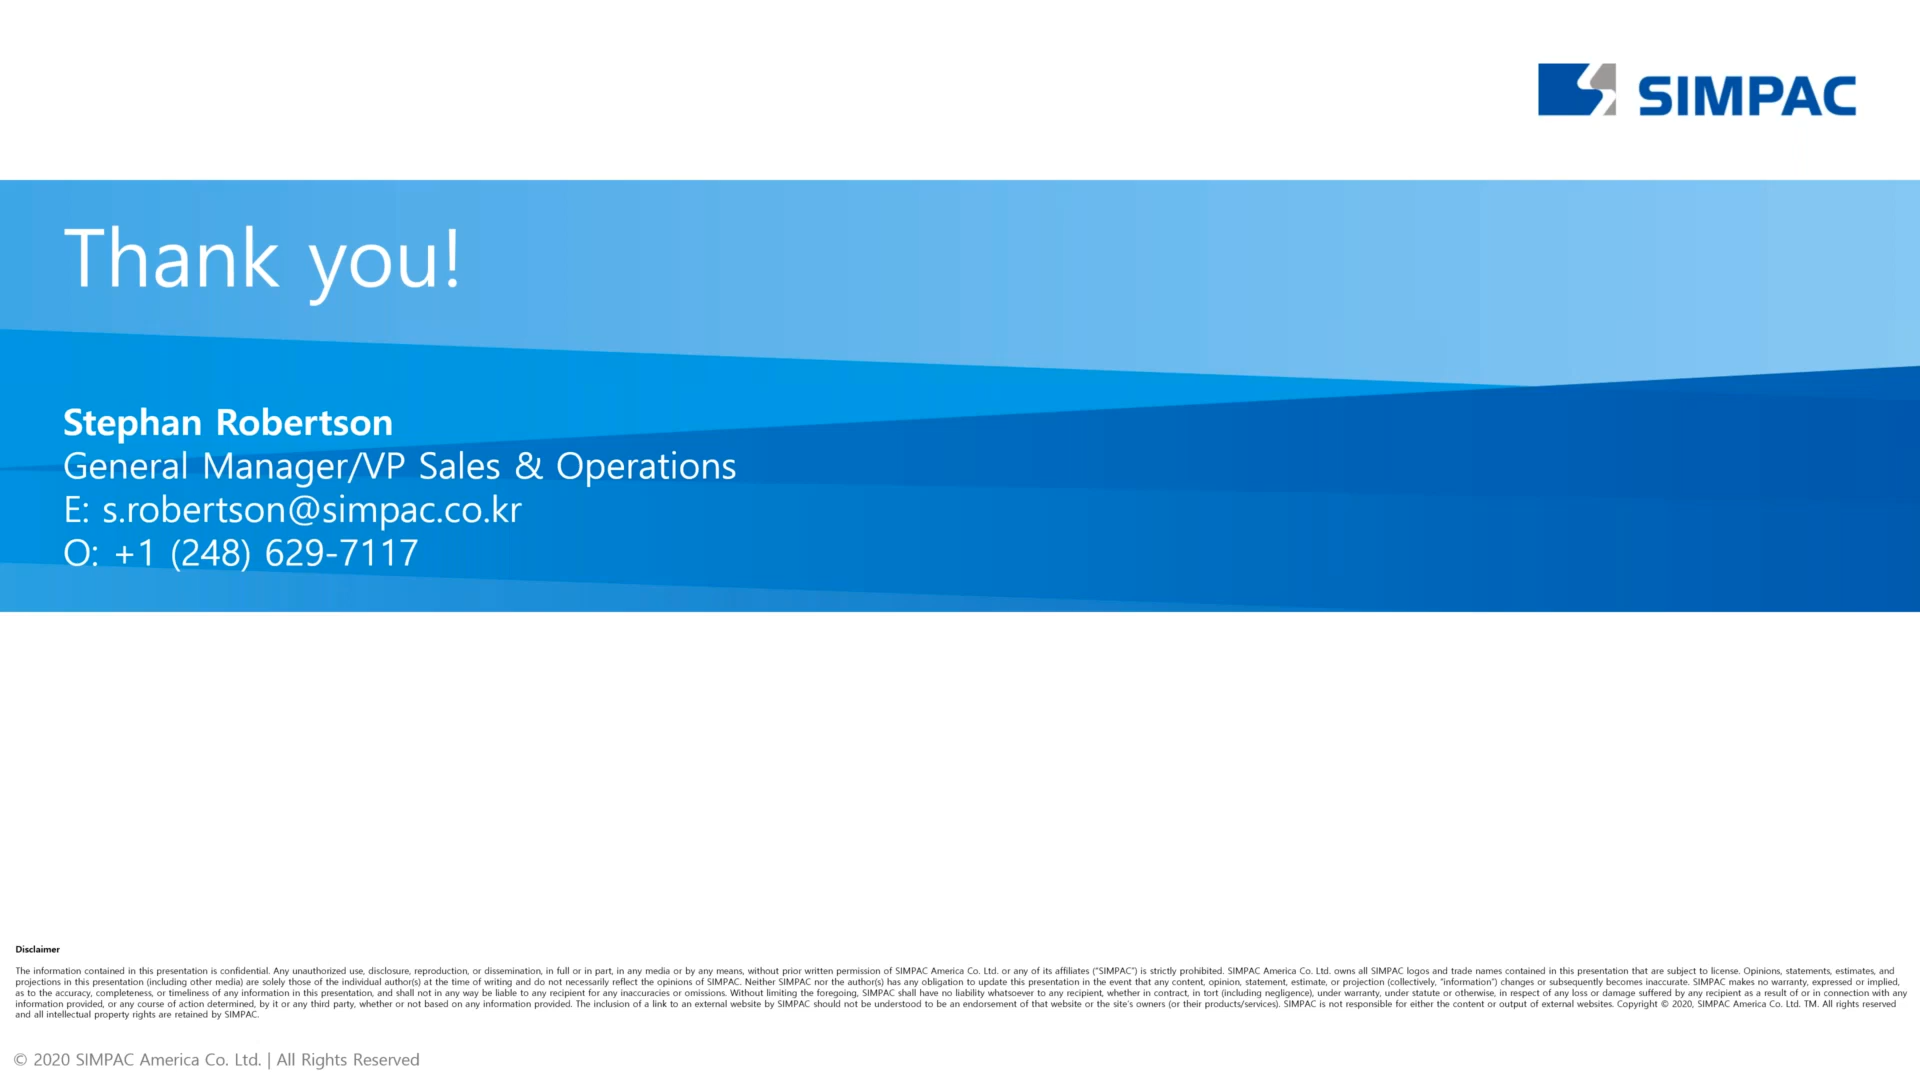 SIMPAC
Thank you!
Stephan Robertson
General Manager/VP Sales & Operations
E: s.robertson@simpac.co.kr
O: +1 (248) 629-7117
Disclaimer
The information contained in this presentation is confidential. Any unauthorized use, disclosure, reproduction, or dissemination, in full or in part, in any media or by any means, without prior written permission of SIMPAC America Co. Ltd. or any of its affiliates ("SIMPAC") is strictly prohibited. SIMPAC America Co. Ltd. owns all SIMPAC logos and trade names contained in this presentation that are subject to license. Opinions, statements, estimates, and
projections in this presentation (including other media) are solely those of the individual author(s) at the time of writing and do not necessarily reflect the opinions of SIMPAC. Neither SIMPAC nor the author(s) has any obligation to update this presentation in the event that any content, opinion, statement, estimate, or projection (collectively, "information") changes or subsequently becomes inaccurate. SIMPAC makes no warranty, expressed or implied,
as to the accuracy, completeness, or timeliness of any information in this presentation, and shall not in any way be liable to any recipient for any inaccuracies or omissions. Without limiting the foregoing, SIMPAC shall have no liability whatsoever to any recipient, whether in contract, in tort (including negligence), under warranty, under statute or otherwise, in respect of any loss or damage suffered by any recipient as a result of or in connection with any
information provided, or any course of action determined, by it or any third party, whether or not based on any information provided. The inclusion of a link to an external website by SIMPAC should not be understood to be an endorsement of that website or the site's owners (or their products/services). SIMPAC is not responsible for either the content or output of external websites. Copyright © 2020, SIMPAC America Co. Ltd. TM. All rights reserved
and all intellectual property rights are retained by SIMPAC.
© 2020 SIMPAC America Co. Ltd. | All Rights Reserved